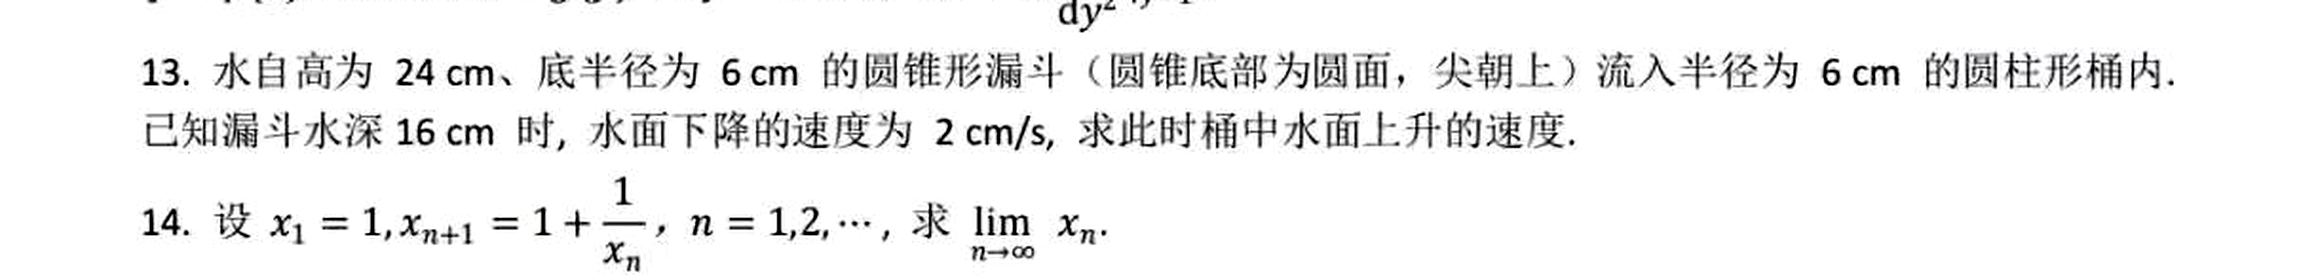 dy²
13. 水自高为 24 cm、底半径为 6 cm 的圆锥形漏斗（圆锥底部为圆面，尖朝上）流入半径为 6 cm 的圆柱形桶内.
已知漏斗水深 16 cm 时, 水面下降的速度为 2 cm/s, 求此时桶中水面上升的速度.
14. 设 x₁ = 1, xₙ₊₁ = 1 + 1/xₙ, n = 1,2,⋯, 求 lim n→∞ xₙ.